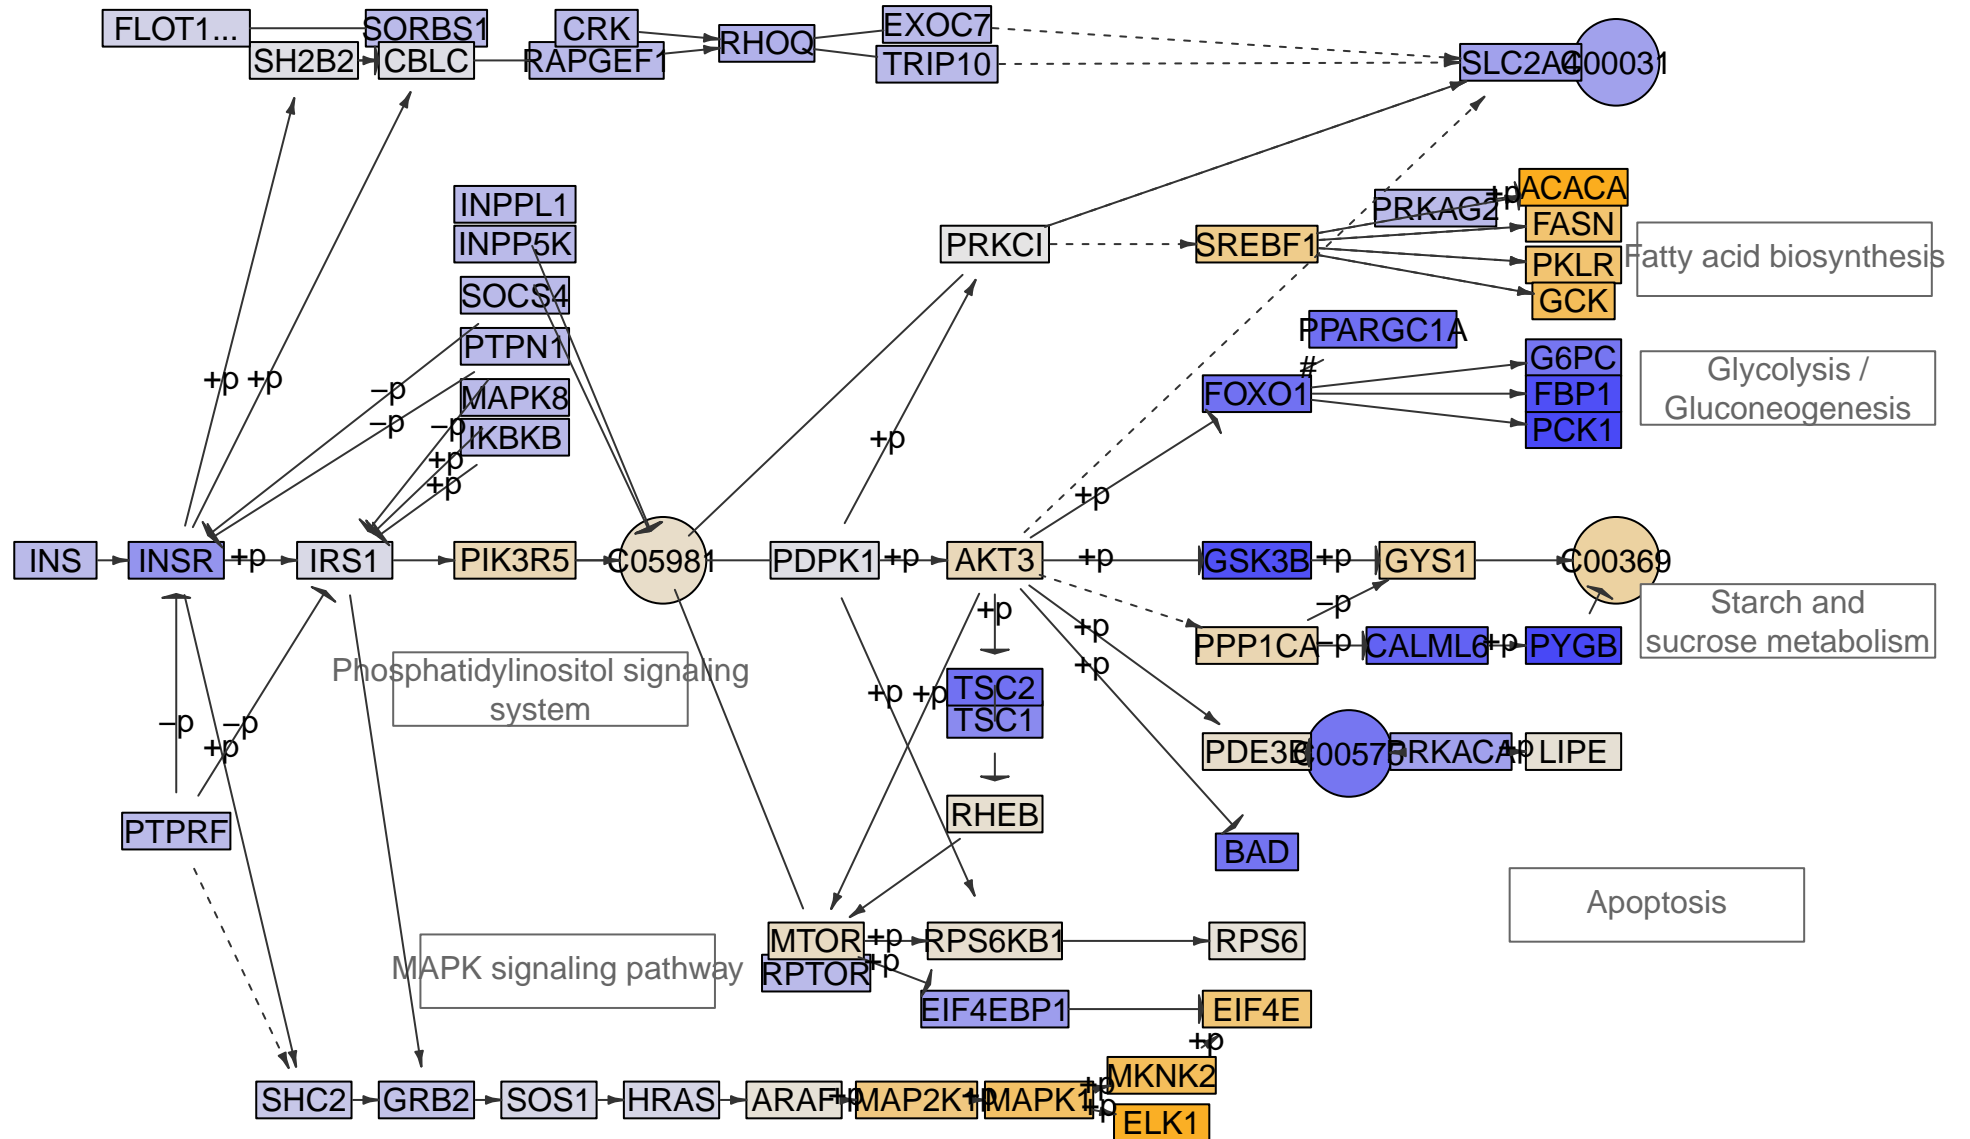 FLOT1...
SORBS1
CRK
EXOC7
SH2B2
CBLC
RAPGEF1
RHOQ
TRIP10
SLC2A4
C00031
INPPL1
INPP5K
SOCS4
PTPN1
MAPK8
IKBKB
PRKCI
SREBF1
PRKAG2
+p
ACACA
FASN
PKLR
GCK
Fatty acid biosynthesis
PPARGC1A
#
FOXO1
G6PC
FBP1
PCK1
Glycolysis /
Gluconeogenesis
+p
+p
−p
−p
−p
+p
+p
+p
+p
INS
INSR
+p
IRS1
PIK3R5
C05981
PDPK1
+p
AKT3
+p
GSK3B
+p
GYS1
C00369
−p
+p
+p
+p
PPP1CA
−p
CALML6
+p
PYGB
Starch and
sucrose metabolism
Phosphatidylinositol signaling
system
−p
−p
+p
+p
+p
TSC2
TSC1
PDE3B
C00575
PRKACA
+p
LIPE
PTPRF
RHEB
BAD
Apoptosis
MTOR
+p
RPS6KB1
RPS6
RPTOR
+p
MAPK signaling pathway
EIF4EBP1
EIF4E
+p
SHC2
GRB2
SOS1
HRAS
ARAF
+p
MAP2K1
+p
MAPK1
+p
+p
MKNK2
ELK1